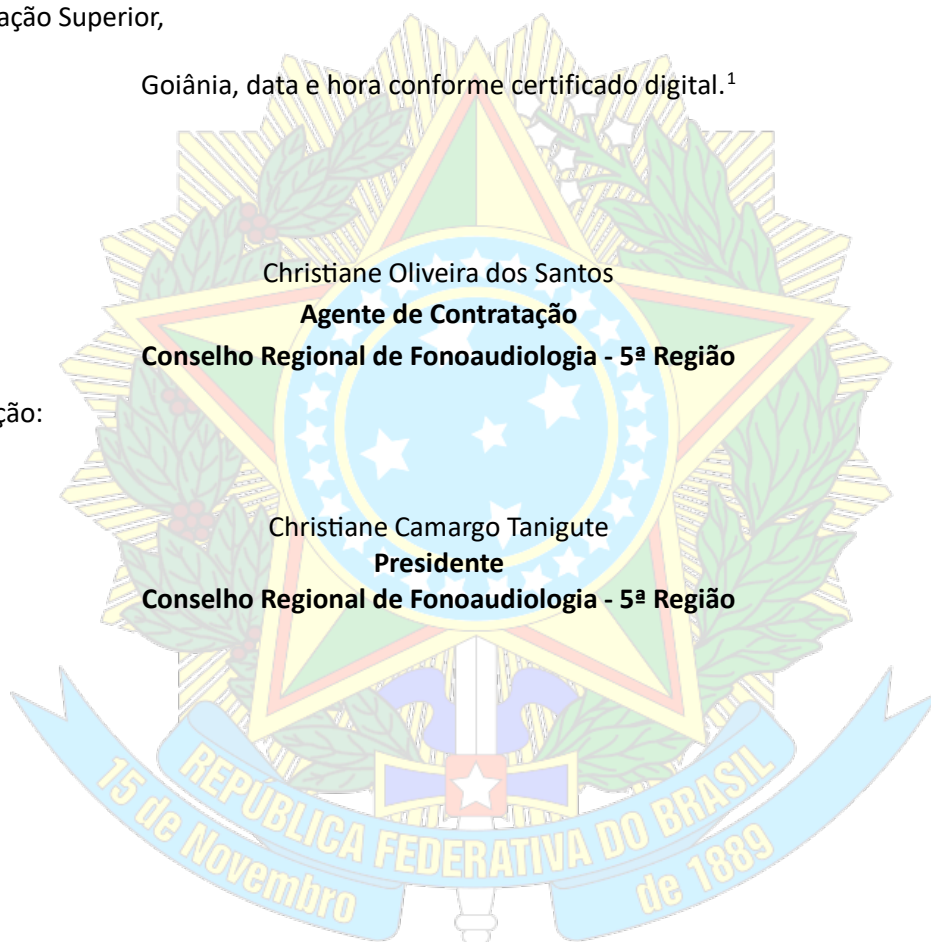 ação Superior,
Goiânia, data e hora conforme certificado digital.¹
Christiane Oliveira dos Santos
Agente de Contratação
Conselho Regional de Fonoaudiologia - 5ª Região
ção:
Christiane Camargo Tanigute
Presidente
Conselho Regional de Fonoaudiologia - 5ª Região
REPÚBLICA FEDERATIVA DO BRASIL
15 de Novembro de 1889